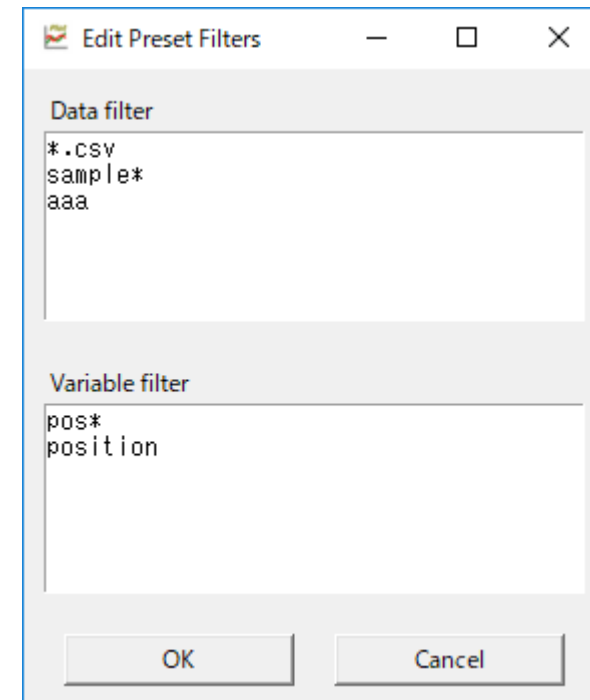 Edit Preset Filters
Data filter
*.csv
sample*
aaa
Variable filter
pos*
position
OK
Cancel